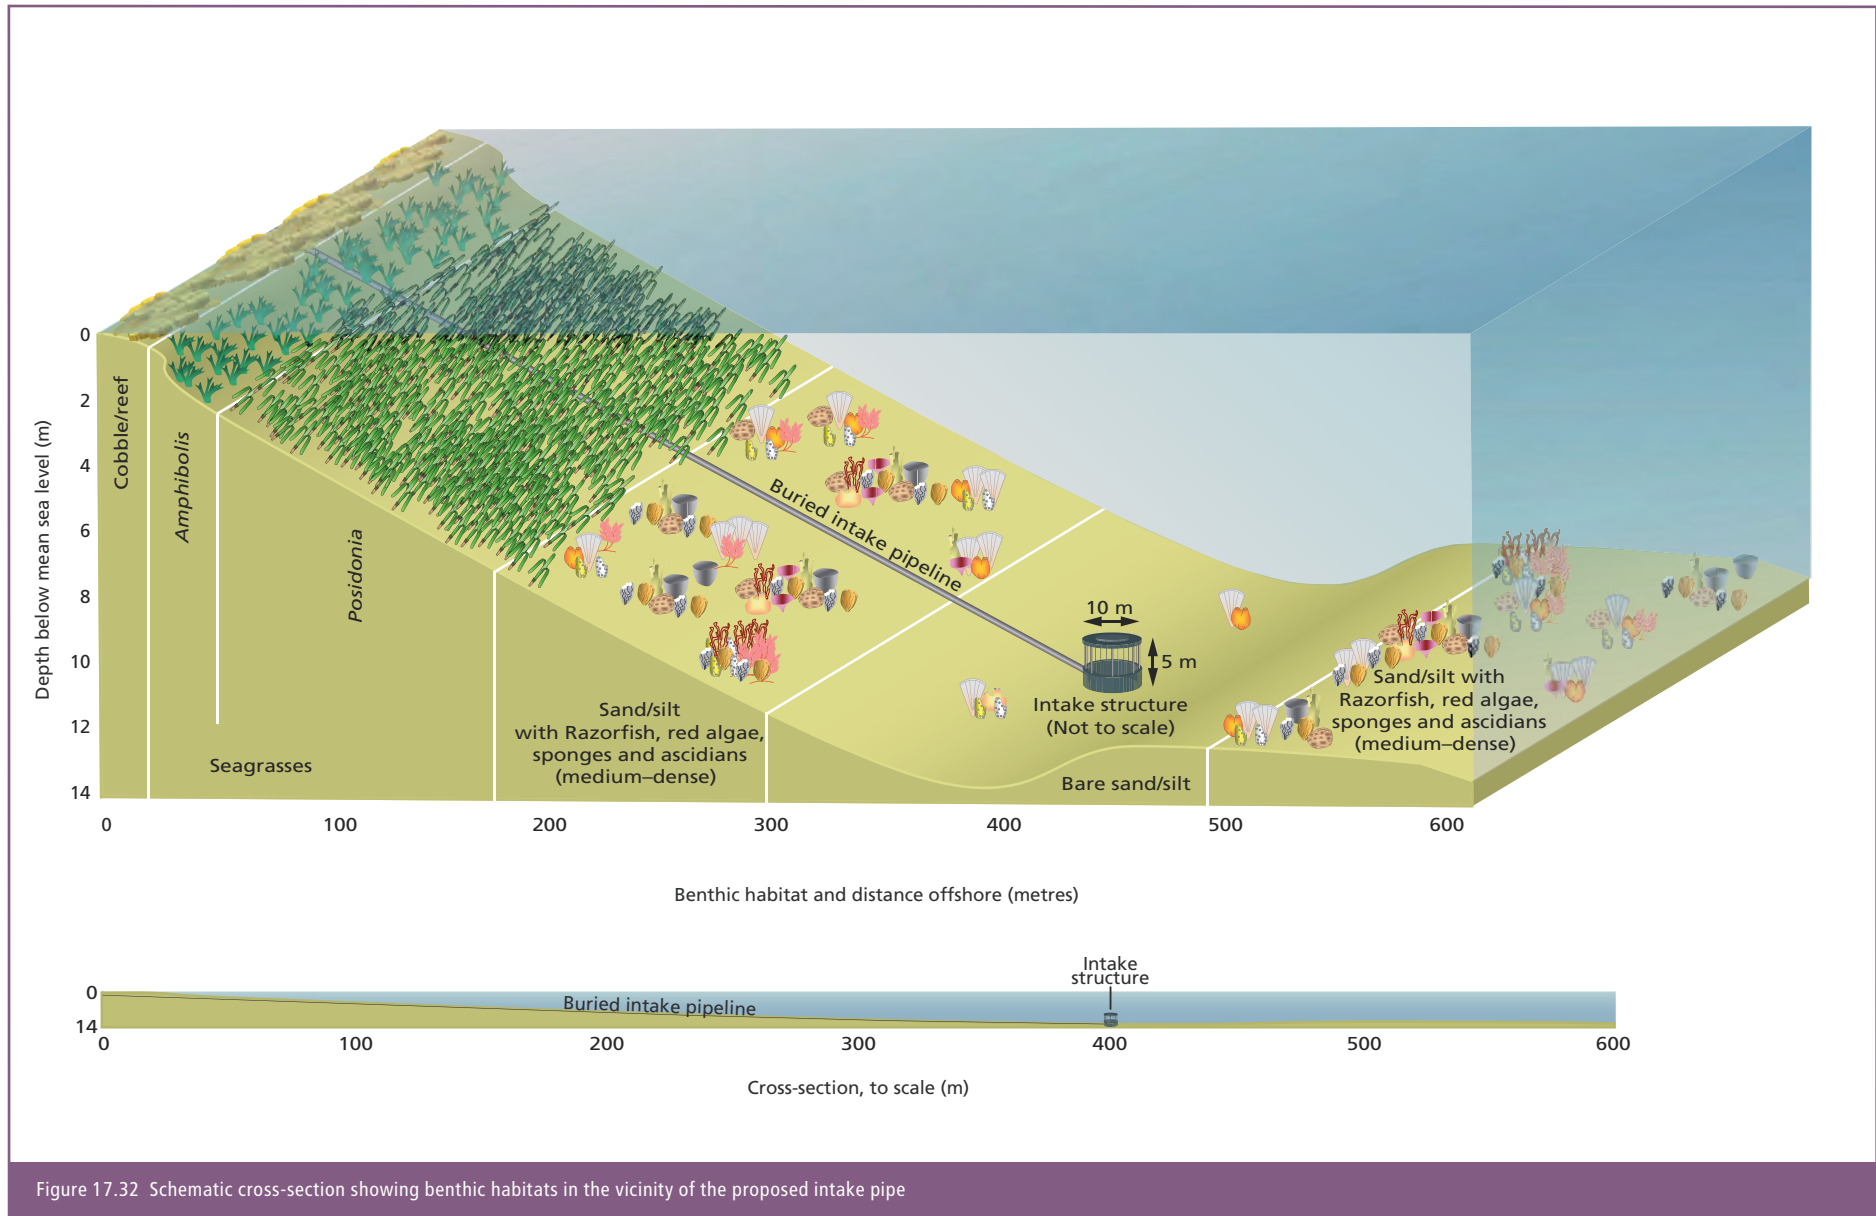 Depth below mean sea level (m)
0
2
4
6
8
10
12
14
Cobble/reef
Amphibolis
Posidonia
Seagrasses
Sand/silt
with Razorfish, red algae,
sponges and ascidians
(medium–dense)
Buried intake pipeline
10 m
5 m
Intake structure
(Not to scale)
Bare sand/silt
Sand/silt with
Razorfish, red algae,
sponges and ascidians
(medium–dense)
0 100 200 300 400 500 600
Benthic habitat and distance offshore (metres)
Intake
structure
0
Buried intake pipeline
14
0 100 200 300 400 500 600
Cross-section, to scale (m)
Figure 17.32 Schematic cross-section showing benthic habitats in the vicinity of the proposed intake pipe